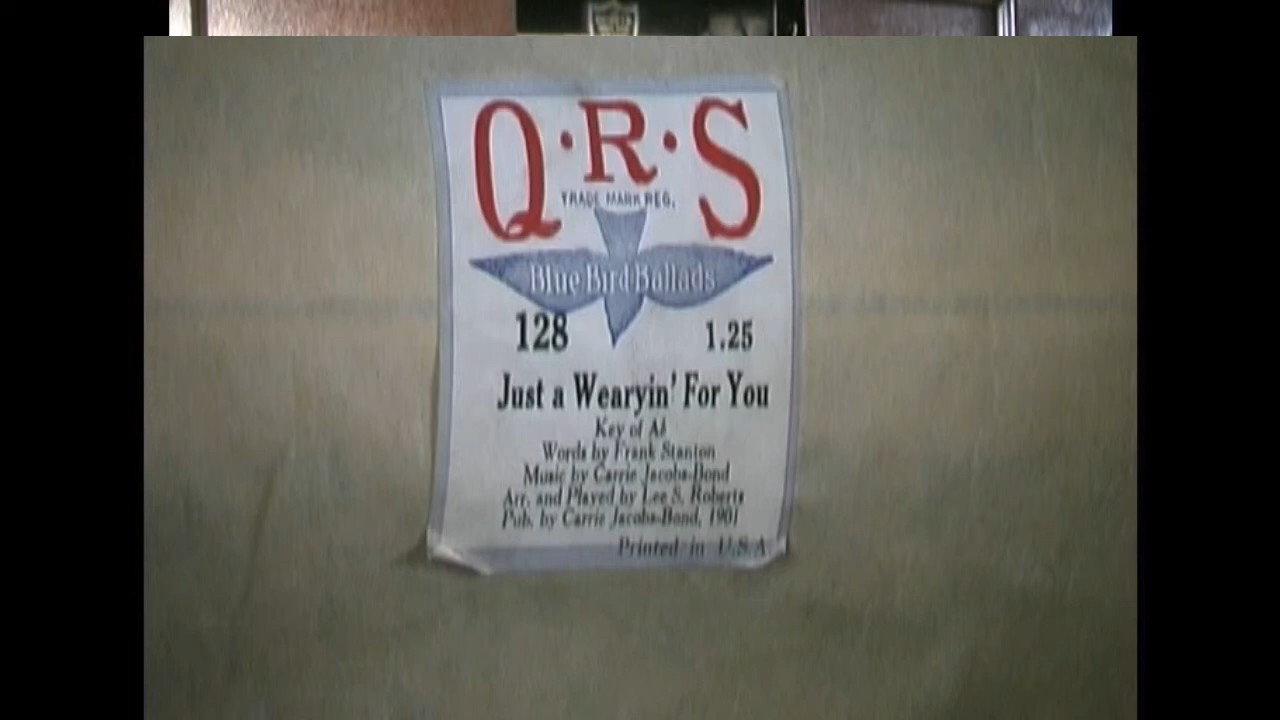 Q·R·S
TRADE MARK REG.
Blue Bird Ballads
128 1.25
Just a Wearyin' For You
Key of A♭
Words by Frank Stanton
Music by Carrie Jacobs-Bond
Arr. and Played by Lee S. Roberts
Pub. by Carrie Jacobs-Bond, 1901
Printed in U.S.A